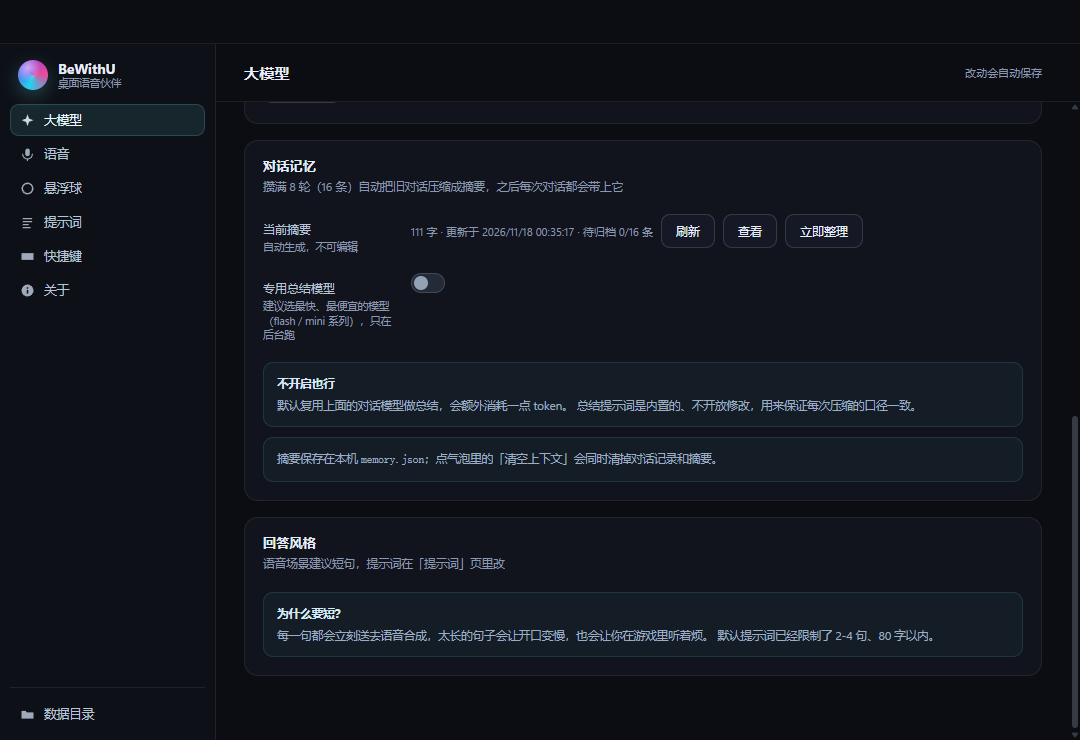 BeWithU
桌面语音伙伴
大模型
语音
悬浮球
提示词
快捷键
关于
数据目录
大模型
改动会自动保存
对话记忆
攒满 8 轮（16 条）自动把旧对话压缩成摘要，之后每次对话都会带上它
当前摘要
自动生成，不可编辑
111 字 · 更新于 2026/11/18 00:35:17 · 待归档 0/16 条
刷新
查看
立即整理
专用总结模型
建议选最快、最便宜的模型
（flash / mini 系列），只在
后台跑
不开启也行
默认复用上面的对话模型做总结，会额外消耗一点 token。 总结提示词是内置的、不开放修改，用来保证每次压缩的口径一致。
摘要保存在本机 memory.json；点气泡里的「清空上下文」会同时清掉对话记录和摘要。
回答风格
语音场景建议短句，提示词在「提示词」页里改
为什么要短?
每一句都会立刻送去语音合成，太长的句子会让开口变慢，也会让你在游戏里听着烦。 默认提示词已经限制了 2-4 句、80 字以内。